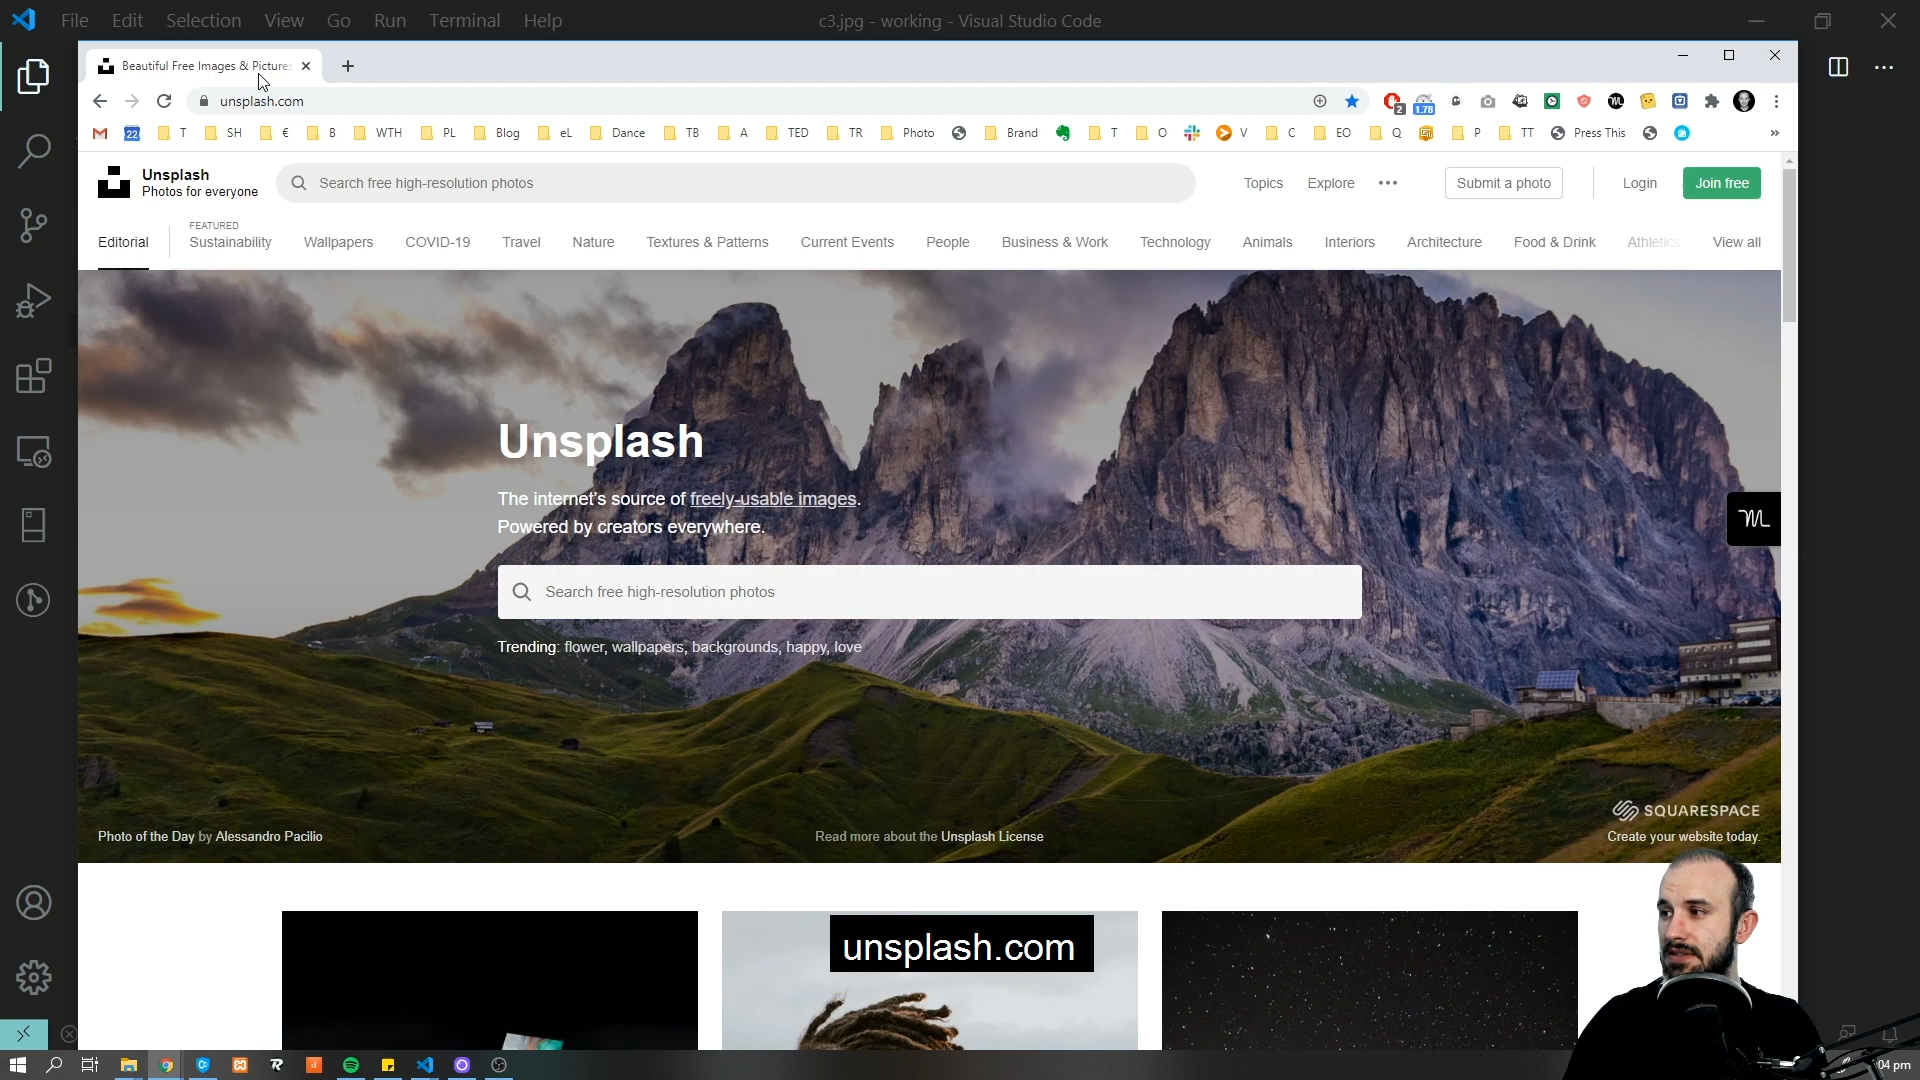 File Edit Selection View Go Run Terminal Help
c3.jpg - working - Visual Studio Code
Beautiful Free Images & Pictures
unsplash.com
2
1.78
22 T SH € B WTH PL Blog eL Dance TB A TED TR Photo Brand T O V C EO Q P TT Press This »
Unsplash
Photos for everyone
Search free high-resolution photos
Topics Explore ••• Submit a photo Login Join free
FEATURED
Editorial Sustainability Wallpapers COVID-19 Travel Nature Textures & Patterns Current Events People Business & Work Technology Animals Interiors Architecture Food & Drink Athletics View all
Unsplash
The internet's source of freely-usable images.
Powered by creators everywhere.
Search free high-resolution photos
Trending: flower, wallpapers, backgrounds, happy, love
SQUARESPACE
Photo of the Day by Alessandro Pacilio
Read more about the Unsplash License
Create your website today.
unsplash.com
04 pm